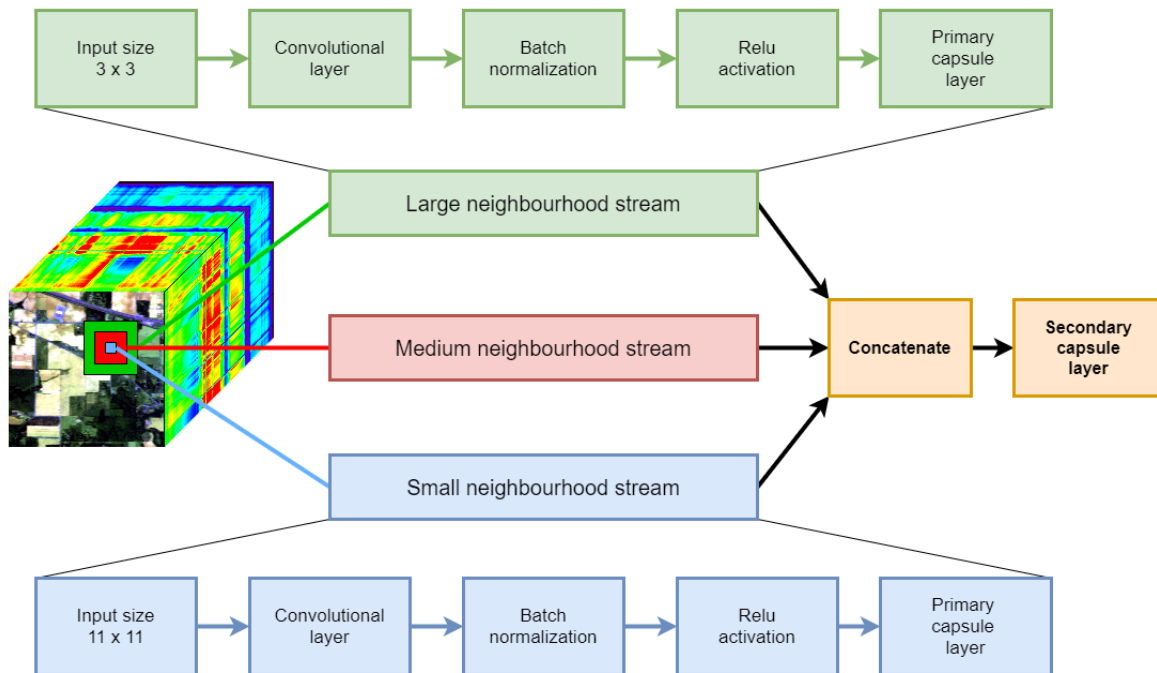 Input size
3 x 3
Convolutional
layer
Batch
normalization
Relu
activation
Primary
capsule
layer
Large neighbourhood stream
Medium neighbourhood stream
Concatenate
Secondary
capsule
layer
Small neighbourhood stream
Input size
11 x 11
Convolutional
layer
Batch
normalization
Relu
activation
Primary
capsule
layer